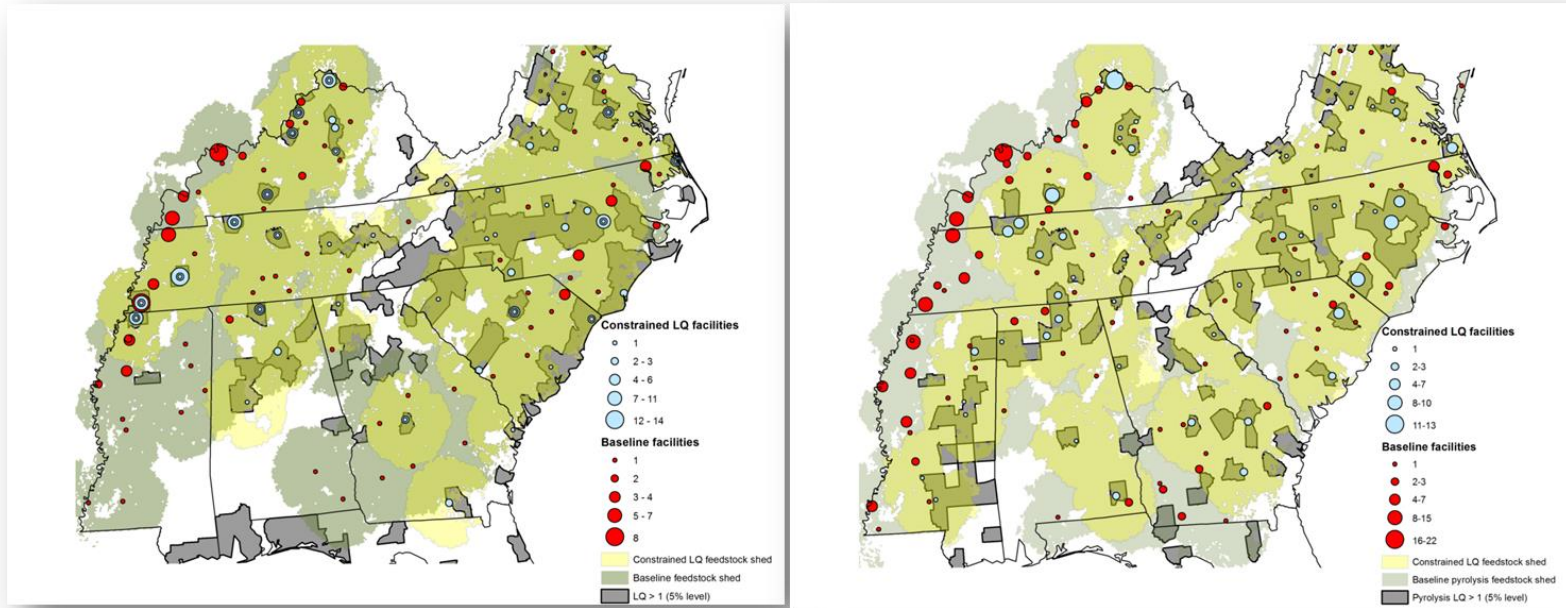 Constrained LQ facilities
1
2 - 3
4 - 6
7 - 11
12 - 14
Baseline facilities
1
2
3 - 4
5 - 7
8
Constrained LQ feedstock shed
Baseline feedstock shed
LQ > 1 (5% level)
Constrained LQ facilities
1
2-3
4-7
8-10
11-13
Baseline facilities
1
2-3
4-7
8-15
16-22
Constrained LQ feedstock shed
Baseline pyrolysis feedstock shed
Pyrolysis LQ > 1 (5% level)